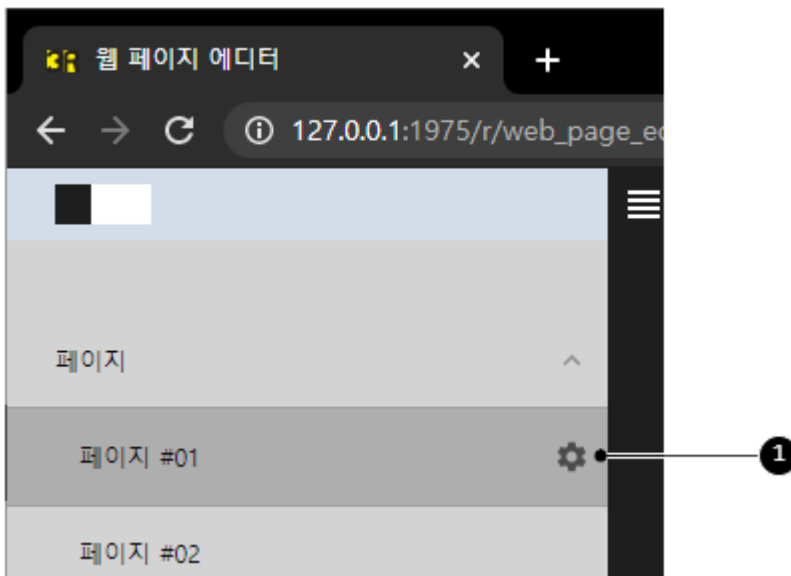 웹 페이지 에디터
127.0.0.1:1975/r/web_page_e
페이지
페이지 #01
1
페이지 #02